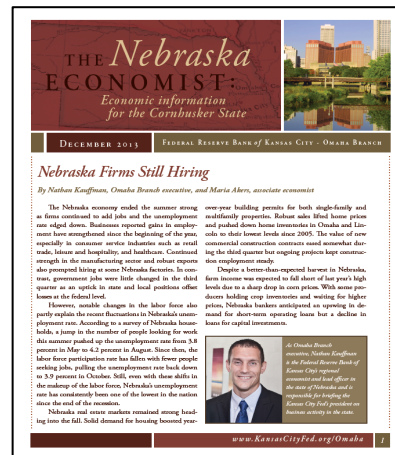 THE Nebraska
ECONOMIST:
Economic information
for the Cornhusker State
December 2013
Federal Reserve Bank of Kansas City - Omaha Branch
Nebraska Firms Still Hiring
By Nathan Kauffman, Omaha Branch executive, and Maria Akers, associate economist
The Nebraska economy ended the summer strong
as firms continued to add jobs and the unemployment
rate edged down. Businesses reported gains in employ-
ment have strengthened since the beginning of the year,
especially in consumer service industries such as retail
trade, leisure and hospitality, and healthcare. Continued
strength in the manufacturing sector and robust exports
also prompted hiring at some Nebraska factories. In con-
trast, government jobs were little changed in the third
quarter as an uptick in state and local positions offset
losses at the federal level.
However, notable changes in the labor force also
partly explain the recent fluctuations in Nebraska's unem-
ployment rate. According to a survey of Nebraska house-
holds, a jump in the number of people looking for work
this summer pushed up the unemployment rate from 3.8
percent in May to 4.2 percent in August. Since then, the
labor force participation rate has fallen with fewer people
seeking jobs, pulling the unemployment rate back down
to 3.9 percent in October. Still, even with these shifts in
the makeup of the labor force, Nebraska's unemployment
rate has consistently been one of the lowest in the nation
since the end of the recession.
Nebraska real estate markets remained strong head-
ing into the fall. Solid demand for housing boosted year-
over-year building permits for both single-family and
multifamily properties. Robust sales lifted home prices
and pushed down home inventories in Omaha and Lin-
coln to their lowest levels since 2005. The value of new
commercial construction contracts eased somewhat dur-
ing the third quarter but ongoing projects kept construc-
tion employment steady.
Despite a better-than-expected harvest in Nebraska,
farm income was expected to fall short of last year's high
levels due to a sharp drop in corn prices. With some pro-
ducers holding crop inventories and waiting for higher
prices, Nebraska bankers anticipated an upswing in de-
mand for short-term operating loans but a decline in
loans for capital investments.
As Omaha Branch
executive, Nathan Kauffman
is the Federal Reserve Bank of
Kansas City's regional
economist and lead officer in
the state of Nebraska and is
responsible for briefing the
Kansas City Fed's president on
business activity in the state.
www.KansasCityFed.org/Omaha
1